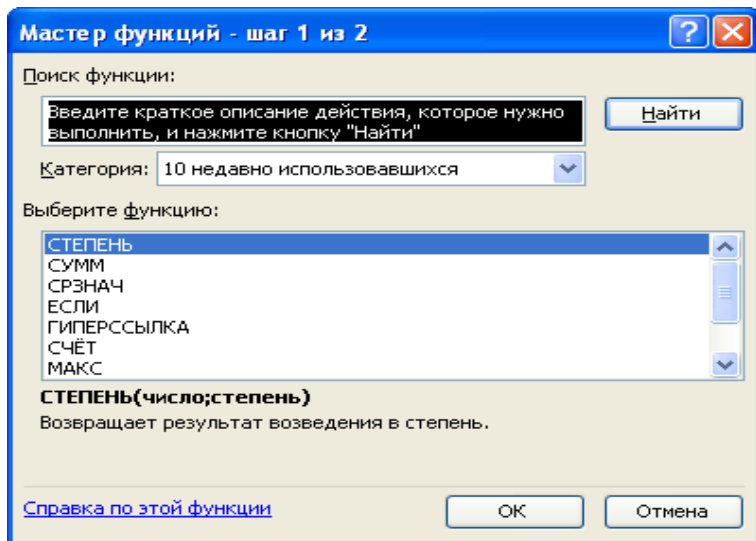 Мастер функций - шаг 1 из 2
Поиск функции:
Введите краткое описание действия, которое нужно
выполнить, и нажмите кнопку "Найти"
Найти
Категория: 10 недавно использовавшихся
Выберите функцию:
СТЕПЕНЬ
СУММ
СРЗНАЧ
ЕСЛИ
ГИПЕРССЫЛКА
СЧЁТ
МАКС
СТЕПЕНЬ(число;степень)
Возвращает результат возведения в степень.
Справка по этой функции
ОК
Отмена